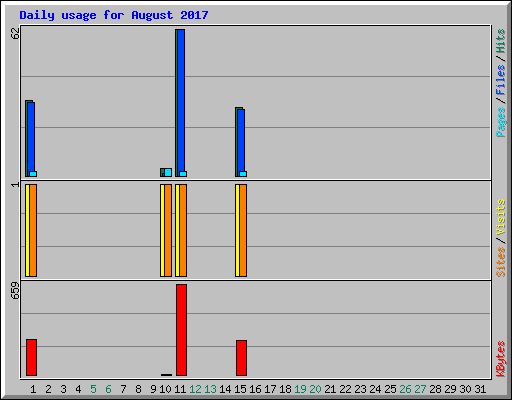 Daily usage for August 2017
62
1
659
Pages / Files / Hits
Sites / Visits
KBytes
1 2 3 4 5 6 7 8 9 10 11 12 13 14 15 16 17 18 19 20 21 22 23 24 25 26 27 28 29 30 31